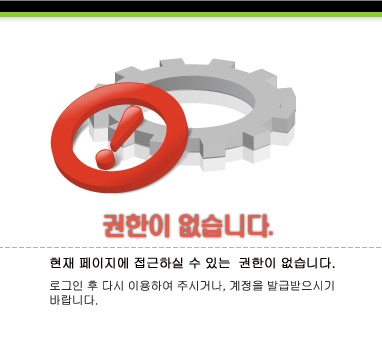 권한이 없습니다.
현재 페이지에 접근하실 수 있는 권한이 없습니다.
로그인 후 다시 이용하여 주시거나, 계정을 발급받으시기
바랍니다.